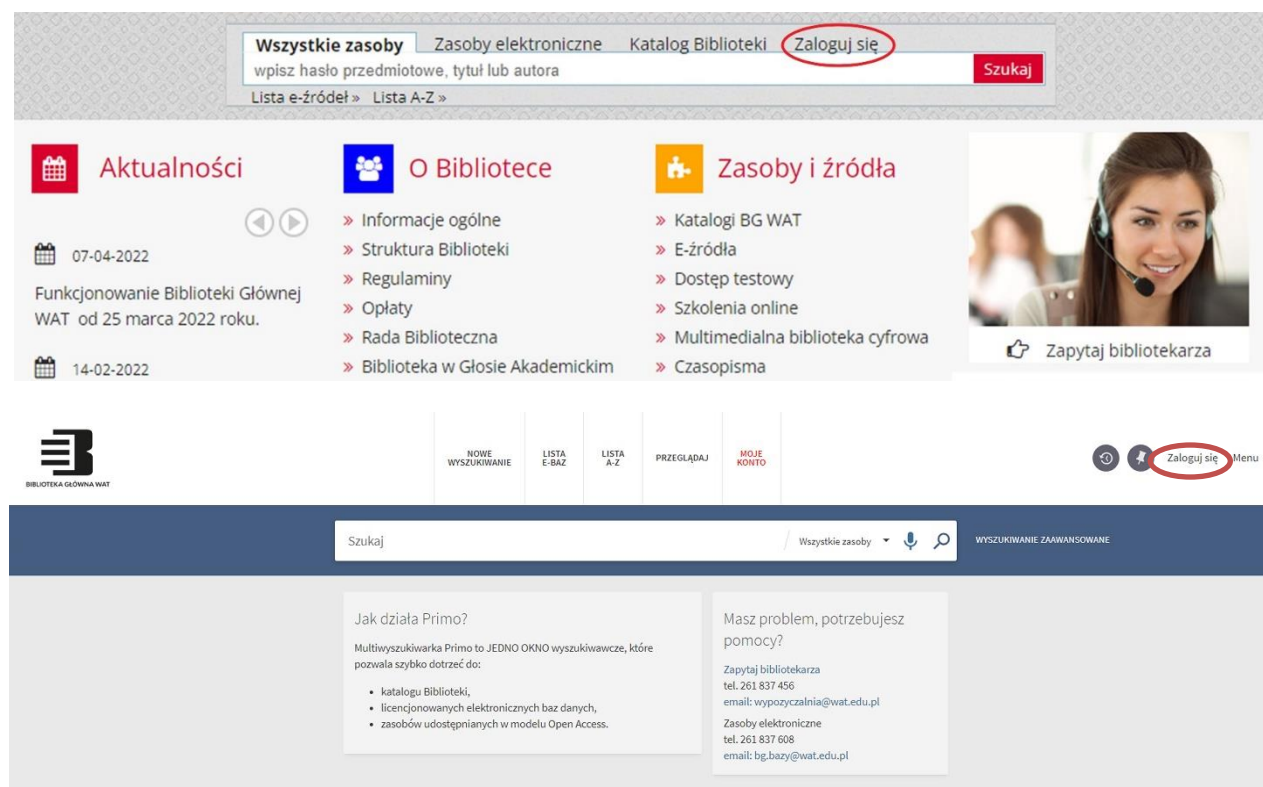 Wszystkie zasoby Zasoby elektroniczne Katalog Biblioteki Zaloguj się
wpisz hasło przedmiotowe, tytuł lub autora Szukaj
Lista e-źródeł » Lista A-Z »
Aktualności
07-04-2022
Funkcjonowanie Biblioteki Głównej
WAT od 25 marca 2022 roku.
14-02-2022
O Bibliotece
» Informacje ogólne
» Struktura Biblioteki
» Regulaminy
» Opłaty
» Rada Biblioteczna
» Biblioteka w Głosie Akademickim
Zasoby i źródła
» Katalogi BG WAT
» E-źródła
» Dostęp testowy
» Szkolenia online
» Multimedialna biblioteka cyfrowa
» Czasopisma
Zapytaj bibliotekarza
BIBLIOTEKA GŁÓWNA WAT
NOWE
WYSZUKIWANIE
LISTA
E-BAZ
LISTA
A-Z
PRZEGLĄDAJ
MOJE
KONTO
Zaloguj się Menu
Szukaj Wszystkie zasoby WYSZUKIWANIE ZAAWANSOWANE
Jak działa Primo?
Multiwyszukiwarka Primo to JEDNO OKNO wyszukiwawcze, które
pozwala szybko dotrzeć do:
• katalogu Biblioteki,
• licencjonowanych elektronicznych baz danych,
• zasobów udostępnianych w modelu Open Access.
Masz problem, potrzebujesz
pomocy?
Zapytaj bibliotekarza
tel. 261 837 456
email: wypozyczalnia@wat.edu.pl
Zasoby elektroniczne
tel. 261 837 608
email: bg.bazy@wat.edu.pl